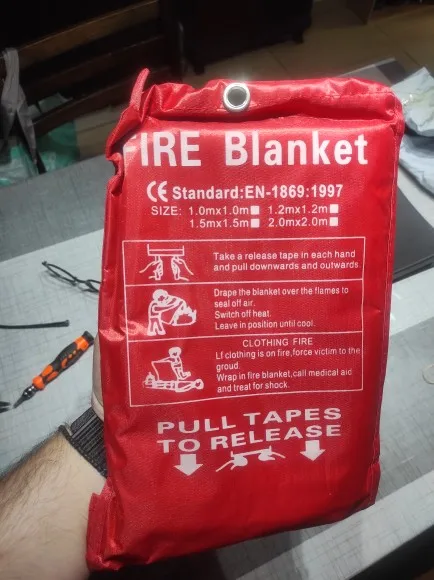 FIRE Blanket
CE Standard:EN-1869:1997
SIZE: 1.0mx1.0m 1.2mx1.2m
1.5mx1.5m 2.0mx2.0m
Take a release tape in each hand
and pull downwards and outwards.
Drape the blanket over the flames to
seal off air.
Switch off heat.
Leave in position until cool.
CLOTHING FIRE
Lf clothing is on fire,force victim to the
groud.
Wrap in fire blanket,call medical aid
and treat for shock.
PULL TAPES
TO RELEASE